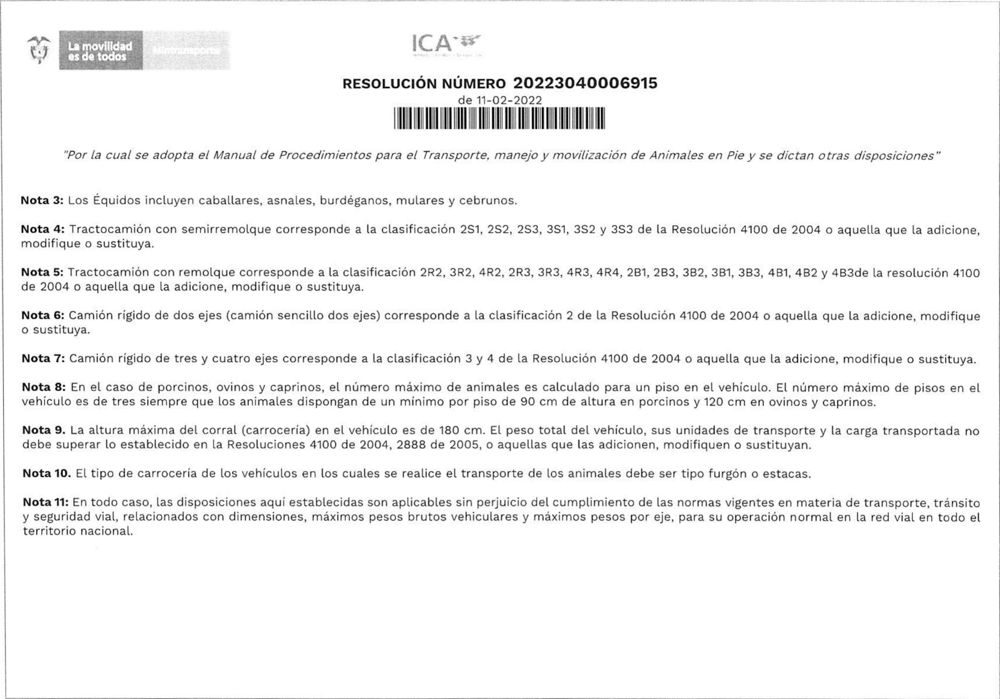 La movilidad
es de todos
Mintransporte
ICA
RESOLUCIÓN NÚMERO 20223040006915
de 11-02-2022
"Por la cual se adopta el Manual de Procedimientos para el Transporte, manejo y movilización de Animales en Pie y se dictan otras disposiciones"
Nota 3: Los Équidos incluyen caballares, asnales, burdéganos, mulares y cebrunos.
Nota 4: Tractocamión con semirremolque corresponde a la clasificación 2S1, 2S2, 2S3, 3S1, 3S2 y 3S3 de la Resolución 4100 de 2004 o aquella que la adicione,
modifique o sustituya.
Nota 5: Tractocamión con remolque corresponde a la clasificación 2R2, 3R2, 4R2, 2R3, 3R3, 4R3, 4R4, 2B1, 2B3, 3B2, 3B1, 3B3, 4B1, 4B2 y 4B3de la resolución 4100
de 2004 o aquella que la adicione, modifique o sustituya.
Nota 6: Camión rígido de dos ejes (camión sencillo dos ejes) corresponde a la clasificación 2 de la Resolución 4100 de 2004 o aquella que la adicione, modifique
o sustituya.
Nota 7: Camión rígido de tres y cuatro ejes corresponde a la clasificación 3 y 4 de la Resolución 4100 de 2004 o aquella que la adicione, modifique o sustituya.
Nota 8: En el caso de porcinos, ovinos y caprinos, el número máximo de animales es calculado para un piso en el vehículo. El número máximo de pisos en el
vehículo es de tres siempre que los animales dispongan de un mínimo por piso de 90 cm de altura en porcinos y 120 cm en ovinos y caprinos.
Nota 9. La altura máxima del corral (carrocería) en el vehículo es de 180 cm. El peso total del vehículo, sus unidades de transporte y la carga transportada no
debe superar lo establecido en la Resoluciones 4100 de 2004, 2888 de 2005, o aquellas que las adicionen, modifiquen o sustituyan.
Nota 10. El tipo de carrocería de los vehículos en los cuales se realice el transporte de los animales debe ser tipo furgón o estacas.
Nota 11: En todo caso, las disposiciones aquí establecidas son aplicables sin perjuicio del cumplimiento de las normas vigentes en materia de transporte, tránsito
y seguridad vial, relacionados con dimensiones, máximos pesos brutos vehiculares y máximos pesos por eje, para su operación normal en la red vial en todo el
territorio nacional.